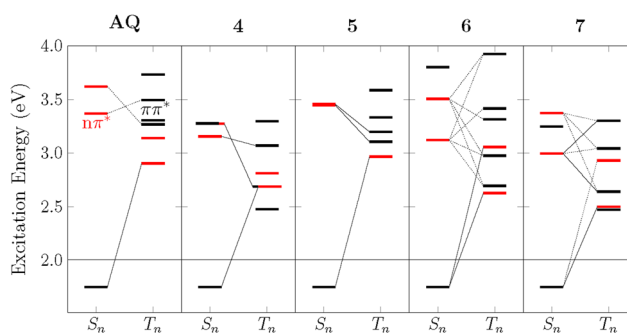 AQ 4 5 6 7
Excitation Energy (eV)
4.0
3.5
3.0
2.5
2.0
nπ*
ππ*
Sₙ Tₙ Sₙ Tₙ Sₙ Tₙ Sₙ Tₙ Sₙ Tₙ